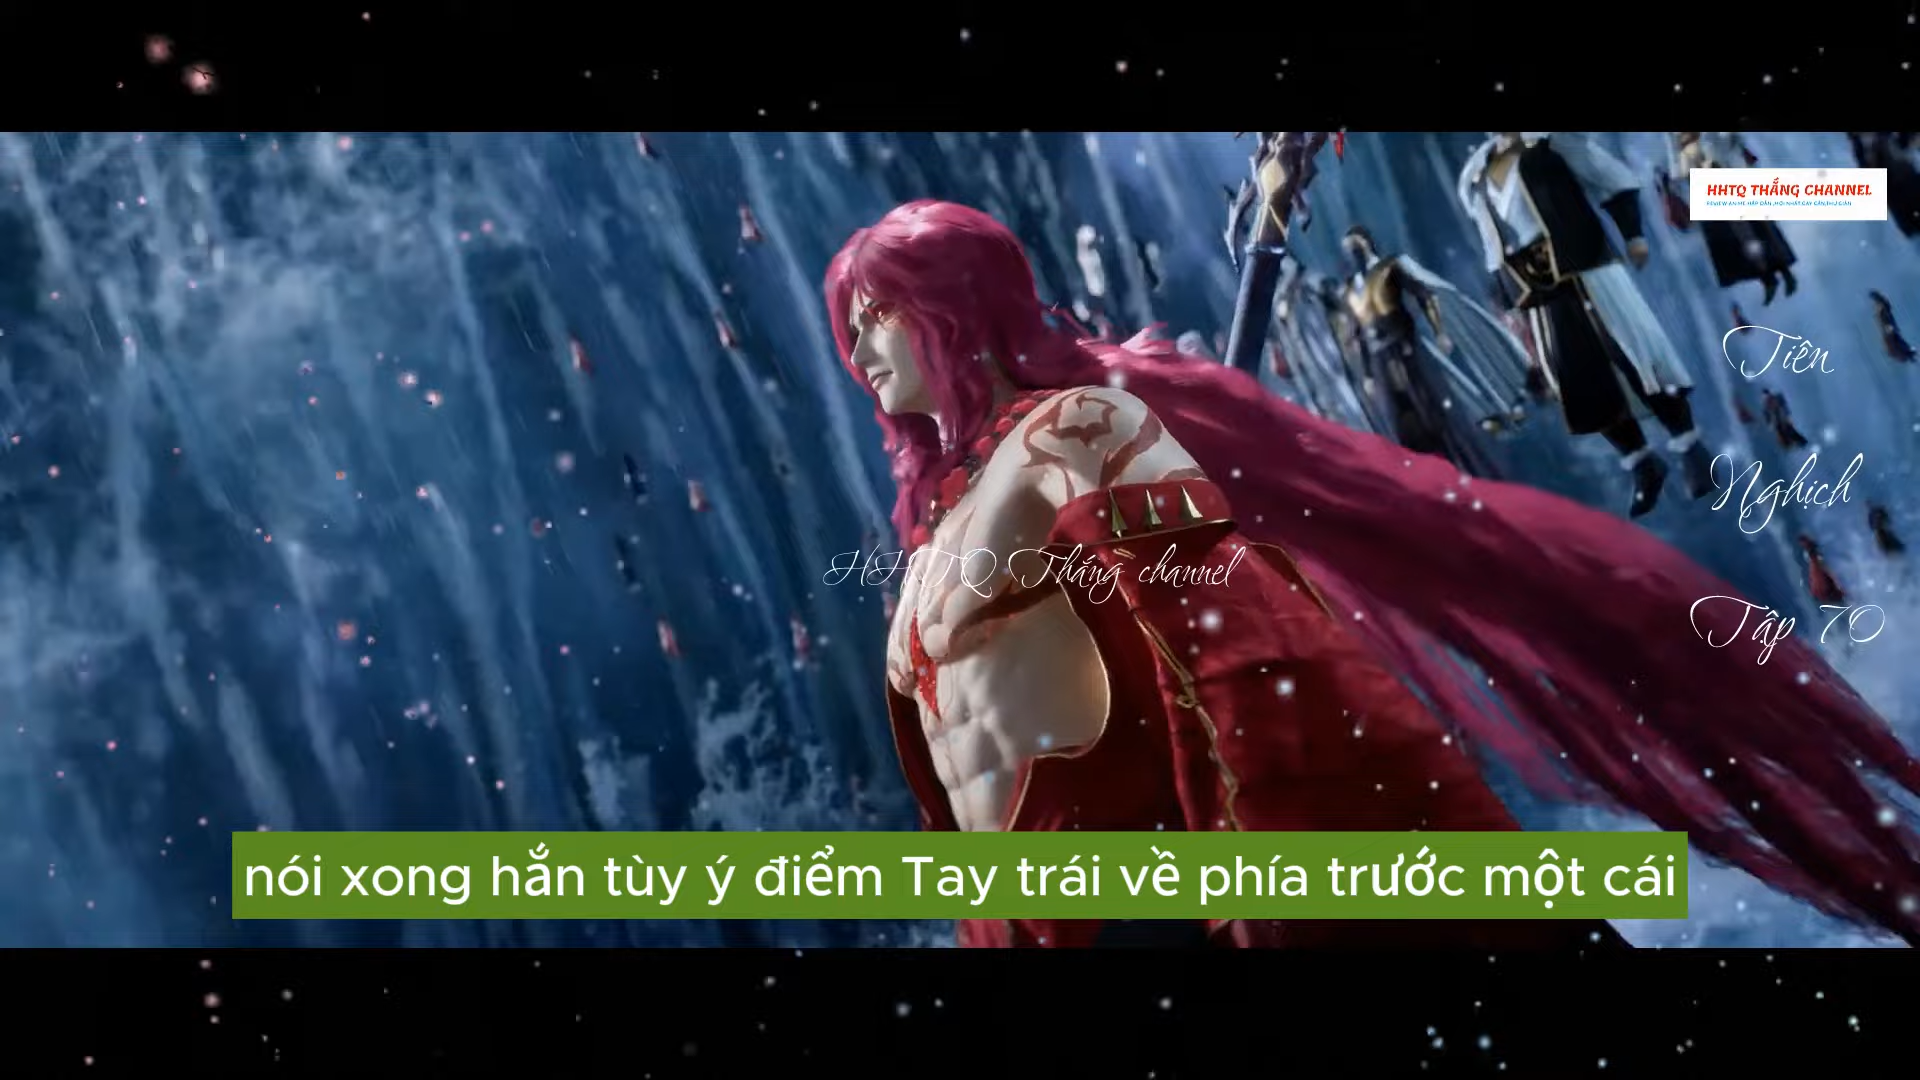 HHTQ THẮNG CHANNEL
Tiên
Nghịch
HHTQ Thắng channel
Tập 70
nói xong hắn tùy ý điểm Tay trái về phía trước một cái